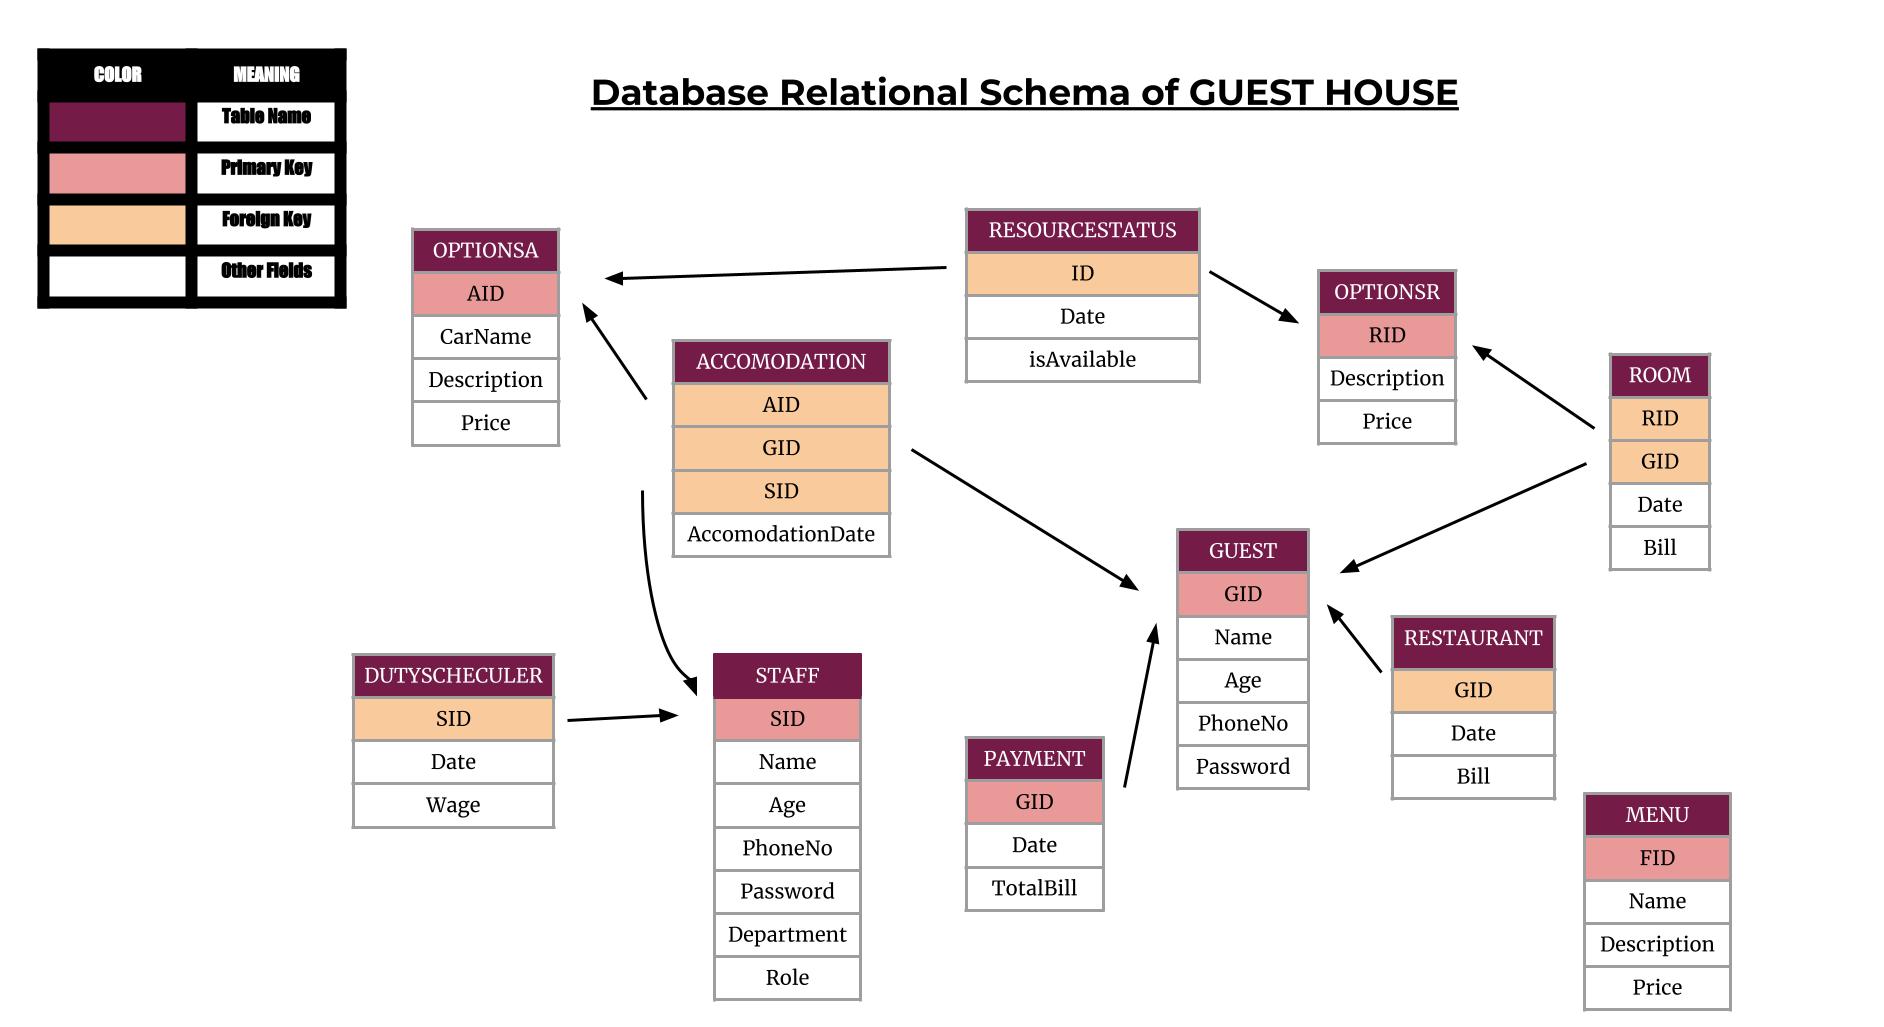 Database Relational Schema of GUEST HOUSE
COLOR MEANING
Table Name
Primary Key
Foreign Key
Other Fields
OPTIONSA
AID
CarName
Description
Price
RESOURCESTATUS
ID
Date
isAvailable
OPTIONSR
RID
Description
Price
ACCOMODATION
AID
GID
SID
AccomodationDate
ROOM
RID
GID
Date
Bill
GUEST
GID
Name
Age
PhoneNo
Password
RESTAURANT
GID
Date
Bill
DUTYSCHECULER
SID
Date
Wage
STAFF
SID
Name
Age
PhoneNo
Password
Department
Role
PAYMENT
GID
Date
TotalBill
MENU
FID
Name
Description
Price